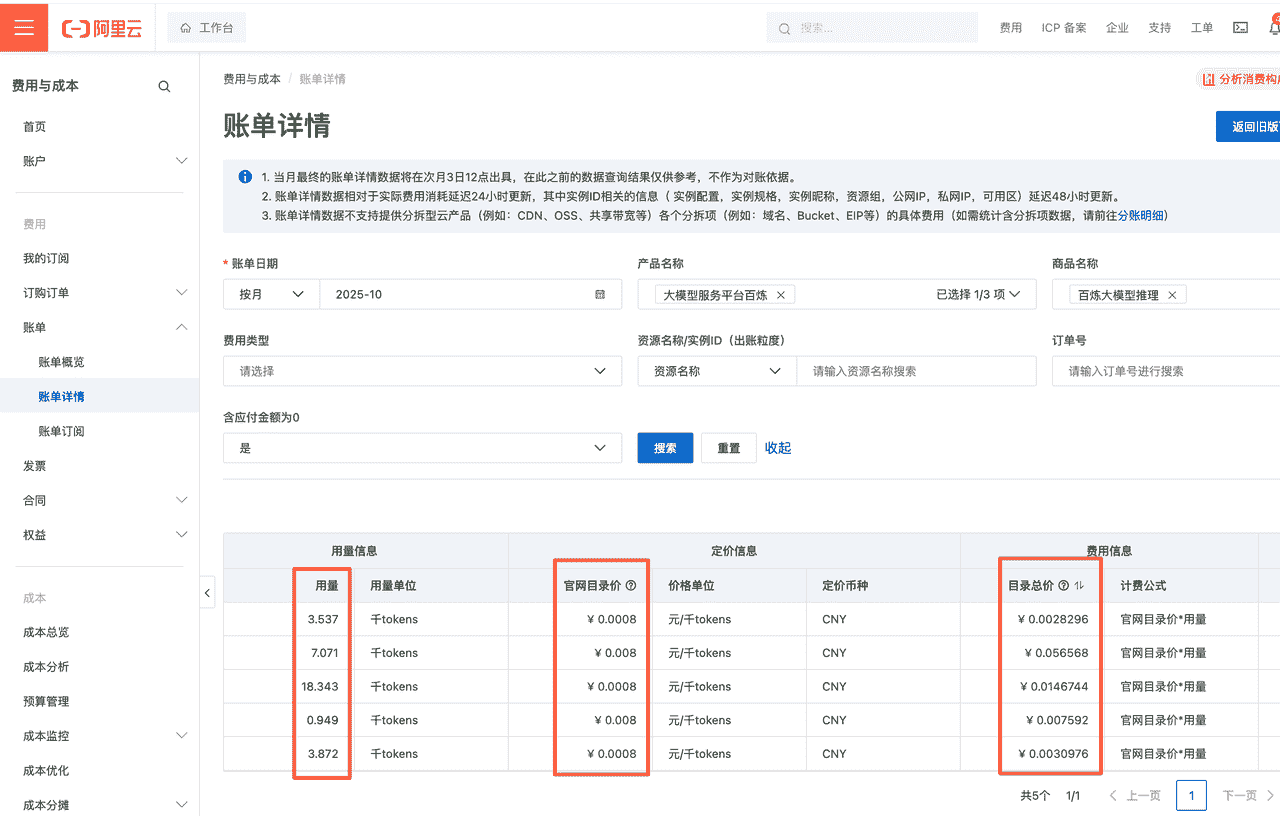 阿里云
工作台
搜索...
费用 ICP 备案 企业 支持 工单
费用与成本
首页
账户
费用
我的订阅
订购订单
账单
账单概览
账单详情
账单订阅
发票
合同
权益
成本
成本总览
成本分析
预算管理
成本监控
成本优化
成本分摊
费用与成本 / 账单详情
分析消费构
账单详情
返回旧版
1. 当月最终的账单详情数据将在次月3日12点出具，在此之前的数据查询结果仅供参考，不作为对账依据。
2. 账单详情数据相对于实际费用消耗延迟24小时更新，其中实例ID相关的信息（ 实例配置，实例规格，实例昵称，资源组，公网IP，私网IP，可用区）延迟48小时更新。
3. 账单详情数据不支持提供分拆型云产品（例如：CDN、OSS、共享带宽等）各个分拆项（例如：域名、Bucket、EIP等）的具体费用（如需统计含分拆项数据，请前往分账明细）
* 账单日期 产品名称 商品名称
按月 2025-10 大模型服务平台百炼 × 已选择 1/3 项 百炼大模型推理 ×
费用类型 资源名称/实例ID（出账粒度） 订单号
请选择 资源名称 请输入资源名称搜索 请输入订单号进行搜索
含应付金额为0
是 搜索 重置 收起
用量信息 定价信息 费用信息
用量 用量单位 官网目录价 价格单位 定价币种 目录总价 计费公式
3.537 千tokens ¥ 0.0008 元/千tokens CNY ¥ 0.0028296 官网目录价*用量
7.071 千tokens ¥ 0.008 元/千tokens CNY ¥ 0.056568 官网目录价*用量
18.343 千tokens ¥ 0.0008 元/千tokens CNY ¥ 0.0146744 官网目录价*用量
0.949 千tokens ¥ 0.008 元/千tokens CNY ¥ 0.007592 官网目录价*用量
3.872 千tokens ¥ 0.0008 元/千tokens CNY ¥ 0.0030976 官网目录价*用量
共5个 1/1 上一页 1 下一页